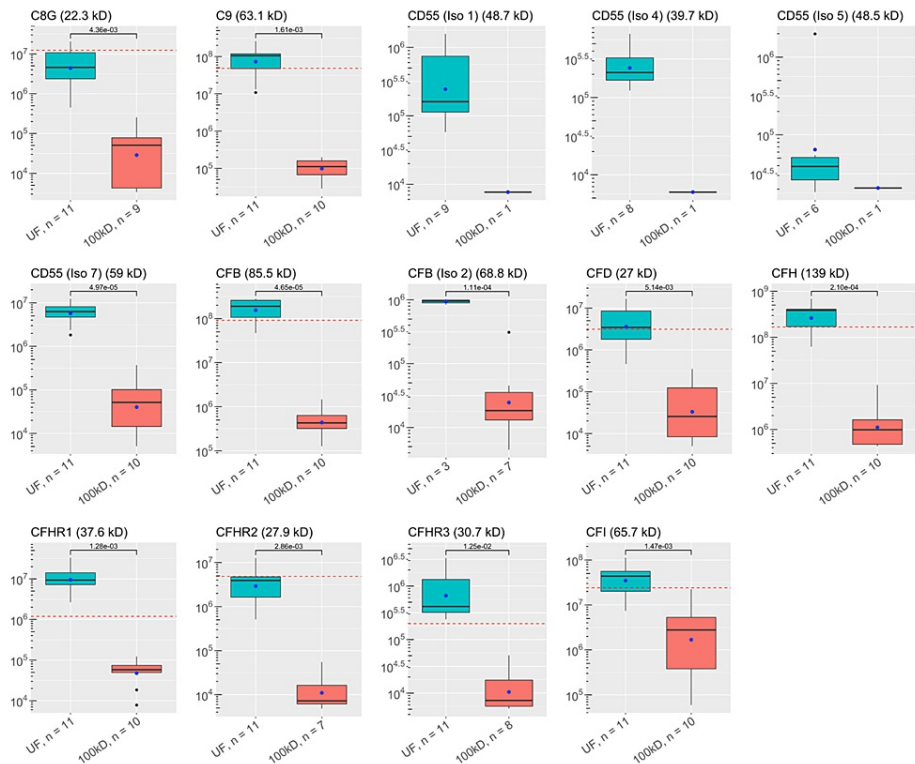 C8G (22.3 kD)
4.36e-03
10^7
10^6
10^5
10^4
UF, n = 11
100kD, n = 9
C9 (63.1 kD)
1.61e-03
10^8
10^7
10^6
10^5
UF, n = 11
100kD, n = 10
CD55 (Iso 1) (48.7 kD)
10^6
10^5.5
10^5
10^4.5
10^4
UF, n = 9
100kD, n = 1
CD55 (Iso 4) (39.7 kD)
10^5.5
10^5
10^4.5
10^4
UF, n = 8
100kD, n = 1
CD55 (Iso 5) (48.5 kD)
10^6
10^5.5
10^5
10^4.5
UF, n = 6
100kD, n = 1
CD55 (Iso 7) (59 kD)
4.97e-05
10^7
10^6
10^5
10^4
UF, n = 11
100kD, n = 10
CFB (85.5 kD)
4.65e-05
10^8
10^7
10^6
10^5
UF, n = 11
100kD, n = 10
CFB (Iso 2) (68.8 kD)
1.11e-04
10^6
10^5.5
10^5
10^4.5
10^4
UF, n = 3
100kD, n = 7
CFD (27 kD)
5.14e-03
10^7
10^6
10^5
10^4
UF, n = 11
100kD, n = 10
CFH (139 kD)
2.10e-04
10^9
10^8
10^7
10^6
UF, n = 11
100kD, n = 10
CFHR1 (37.6 kD)
1.28e-03
10^7
10^6
10^5
10^4
UF, n = 11
100kD, n = 10
CFHR2 (27.9 kD)
2.86e-03
10^7
10^6
10^5
10^4
UF, n = 11
100kD, n = 7
CFHR3 (30.7 kD)
1.25e-02
10^6.5
10^6
10^5.5
10^5
10^4.5
10^4
UF, n = 11
100kD, n = 8
CFI (65.7 kD)
1.47e-03
10^8
10^7
10^6
10^5
UF, n = 11
100kD, n = 10